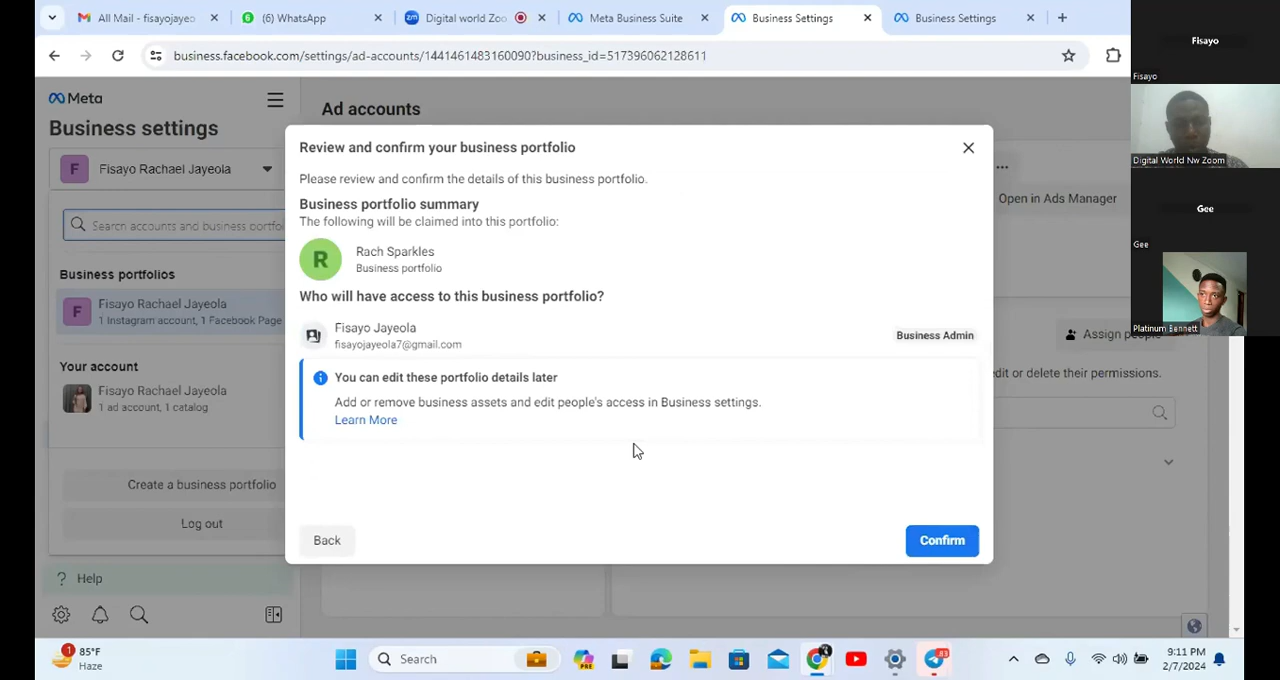 All Mail - fisayojayeo
(6) WhatsApp
Digital world Zoo
Meta Business Suite
Business Settings
Business Settings
business.facebook.com/settings/ad-accounts/1441461483160090?business_id=517396062128611
Fisayo
Fisayo
Digital World Nw Zoom
Gee
Gee
Platinum Bennett
Meta
Business settings
F
Fisayo Rachael Jayeola
Search accounts and business portfo
Business portfolios
F
Fisayo Rachael Jayeola
1 Instagram account, 1 Facebook Page
Your account
Fisayo Rachael Jayeola
1 ad account, 1 catalog
Create a business portfolio
Log out
? Help
Ad accounts
Open in Ads Manager
Assign people
edit or delete their permissions.
Review and confirm your business portfolio
Please review and confirm the details of this business portfolio.
Business portfolio summary
The following will be claimed into this portfolio:
R
Rach Sparkles
Business portfolio
Who will have access to this business portfolio?
Fisayo Jayeola
fisayojayeola7@gmail.com
Business Admin
You can edit these portfolio details later
Add or remove business assets and edit people's access in Business settings.
Learn More
Back
Confirm
1
85°F
Haze
Search
PRE
83
9:11 PM
2/7/2024